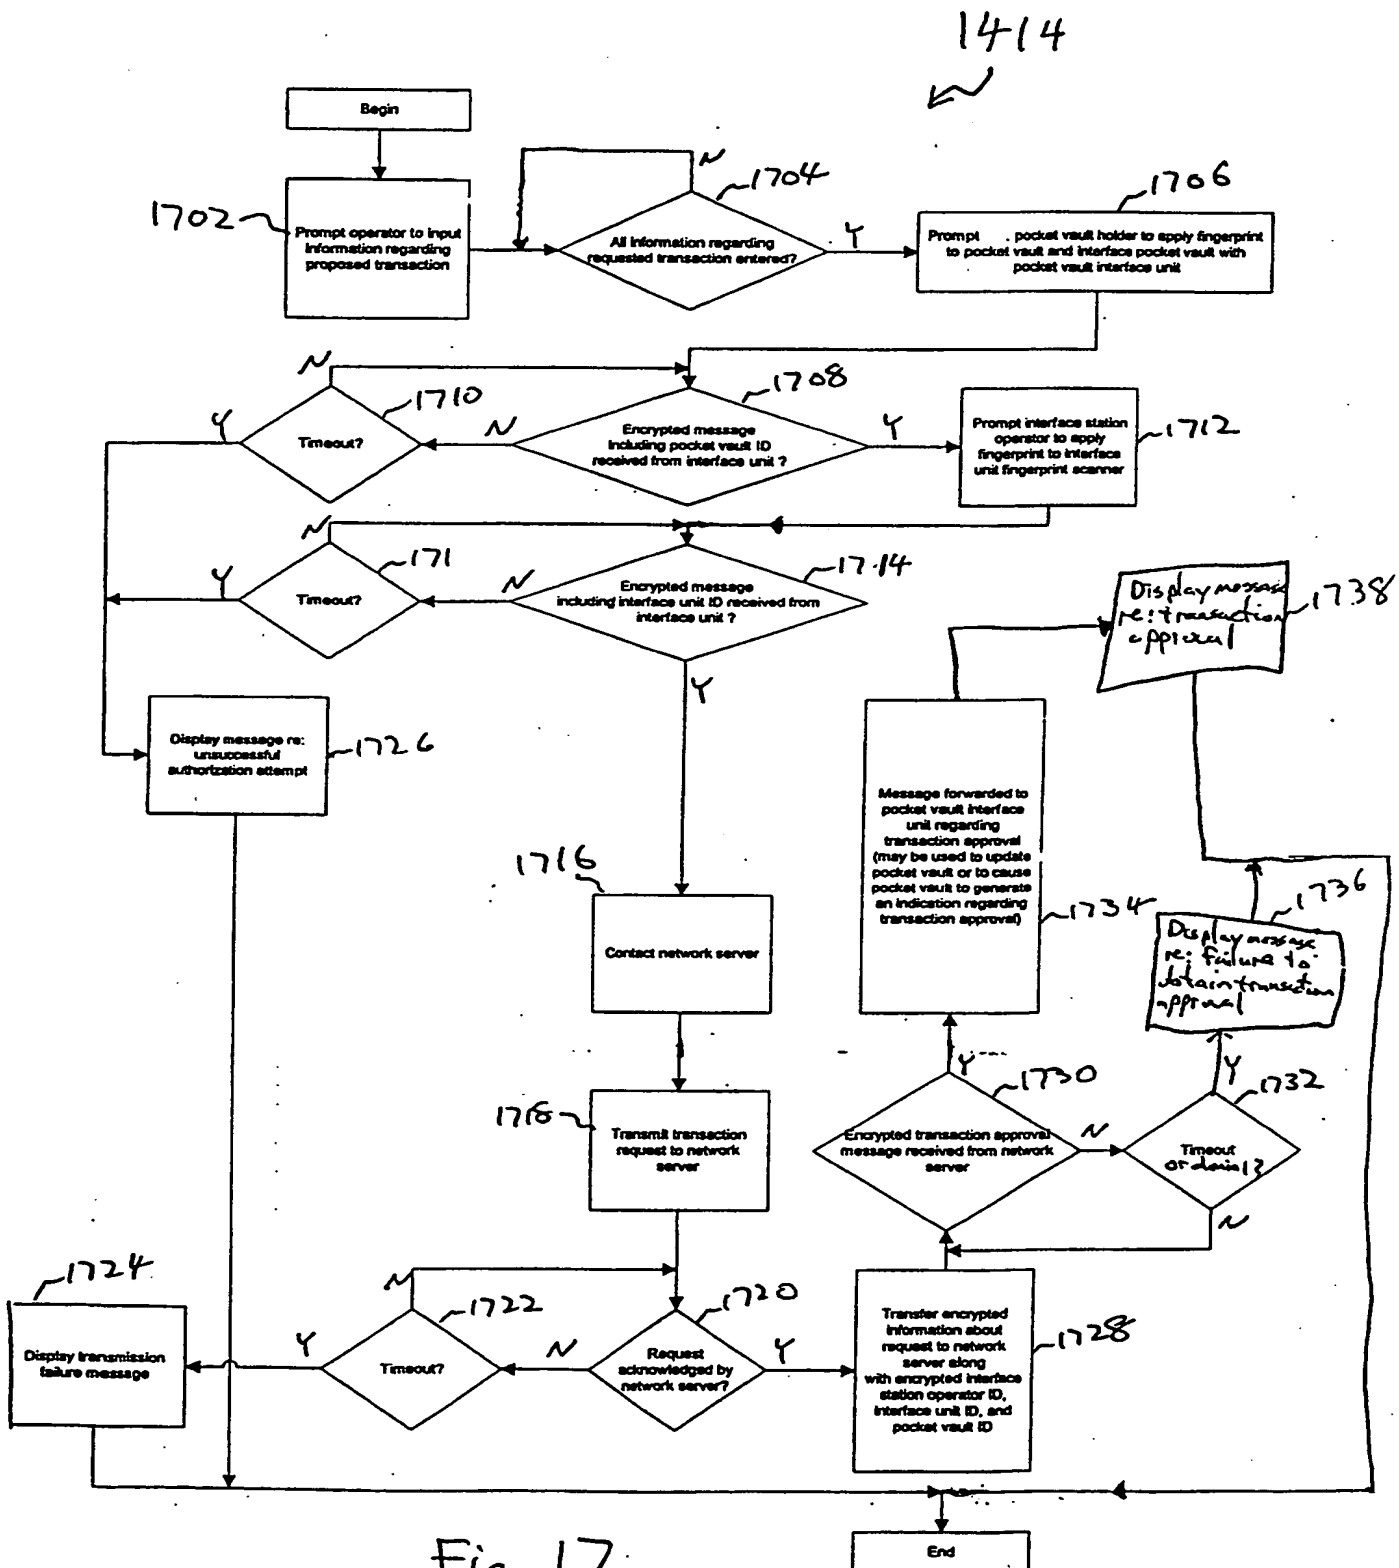 1414
Begin
N
1704
1706
1702
Prompt operator to input
information regarding
proposed transaction
All information regarding
requested transaction entered?
Y
Prompt . pocket vault holder to apply fingerprint
to pocket vault and interface pocket vault with
pocket vault interface unit
N
1710
1708
Y
Timeout?
N
Encrypted message
including pocket vault ID
received from interface unit ?
Y
Prompt interface station
operator to apply
fingerprint to interface
unit fingerprint scanner
1712
N
171
1714
Y
Timeout?
N
Encrypted message
including interface unit ID received from
interface unit ?
Y
Display message
re: transaction
approval
1738
Display message re:
unsuccessful
authorization attempt
1726
Message forwarded to
pocket vault interface
unit regarding
transaction approval
(may be used to update
pocket vault or to cause
pocket vault to generate
an indication regarding
transaction approval)
1734
1716
Contact network server
1736
Display message
re: failure to
obtain transaction
approval
1718
Transmit transaction
request to network
server
Y
1730
Encrypted transaction approval
message received from network
server
N
Y
1732
Timeout
or denial?
N
1724
Display transmission
failure message
N
1722
Y
Timeout?
N
1720
Request
acknowledged by
network server?
Y
Transfer encrypted
information about
request to network
server along
with encrypted interface
station operator ID,
interface unit ID, and
pocket vault ID
1728
End
Fig. 17